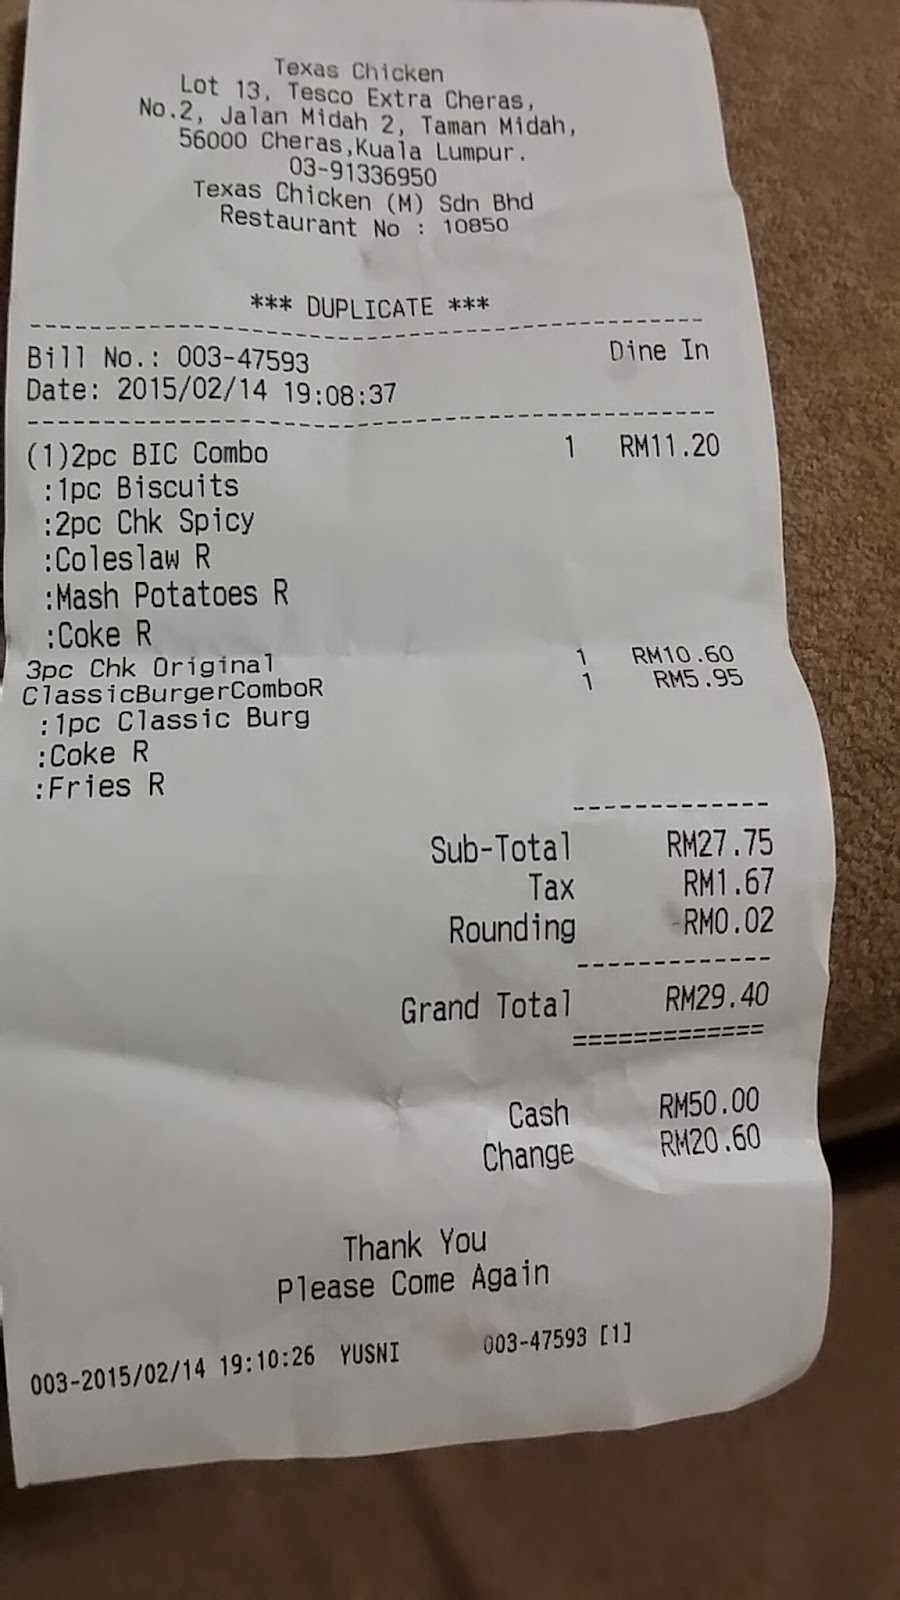 Texas Chicken
Lot 13, Tesco Extra Cheras,
No.2, Jalan Midah 2, Taman Midah,
56000 Cheras,Kuala Lumpur.
03-91336950
Texas Chicken (M) Sdn Bhd
Restaurant No : 10850
*** DUPLICATE ***
Bill No.: 003-47593 Dine In
Date: 2015/02/14 19:08:37
(1)2pc BIC Combo 1 RM11.20
:1pc Biscuits
:2pc Chk Spicy
:Coleslaw R
:Mash Potatoes R
:Coke R
3pc Chk Original 1 RM10.60
ClassicBurgerComboR 1 RM5.95
:1pc Classic Burg
:Coke R
:Fries R
Sub-Total RM27.75
Tax RM1.67
Rounding -RM0.02
Grand Total RM29.40
Cash RM50.00
Change RM20.60
Thank You
Please Come Again
003-2015/02/14 19:10:26 YUSNI 003-47593 [1]